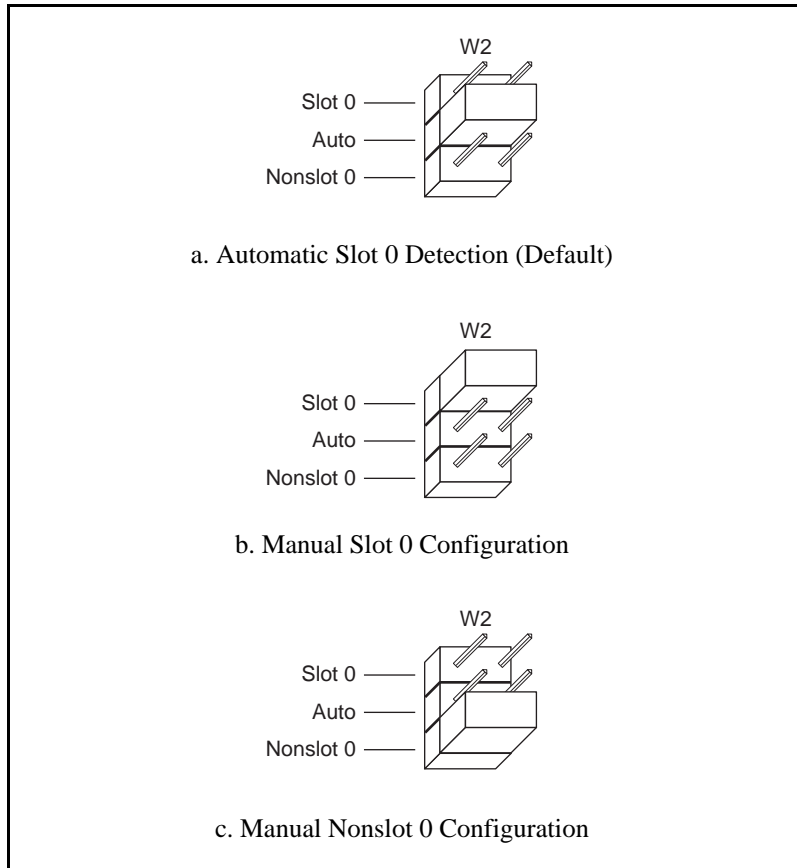 W2
Slot 0
Auto
Nonslot 0
a. Automatic Slot 0 Detection (Default)
W2
Slot 0
Auto
Nonslot 0
b. Manual Slot 0 Configuration
W2
Slot 0
Auto
Nonslot 0
c. Manual Nonslot 0 Configuration